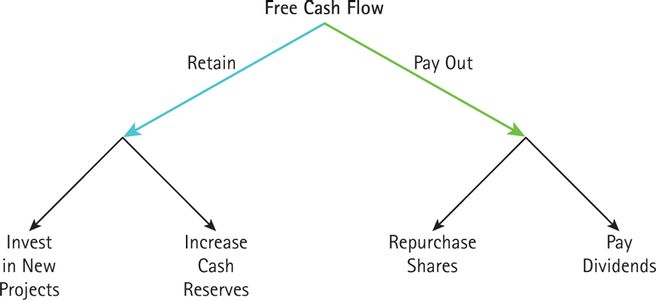 Free Cash Flow
Retain
Pay Out
Invest
in New
Projects
Increase
Cash
Reserves
Repurchase
Shares
Pay
Dividends